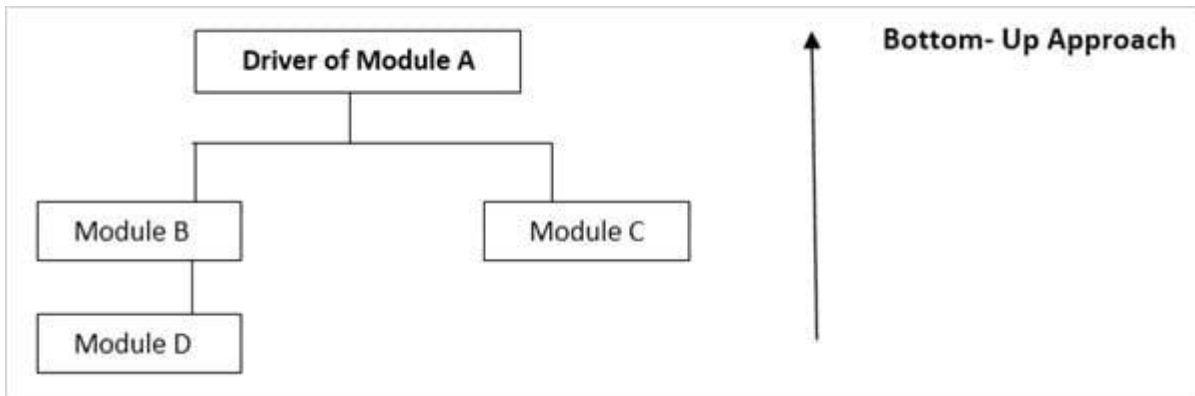 Driver of Module A
Bottom- Up Approach
Module B
Module C
Module D